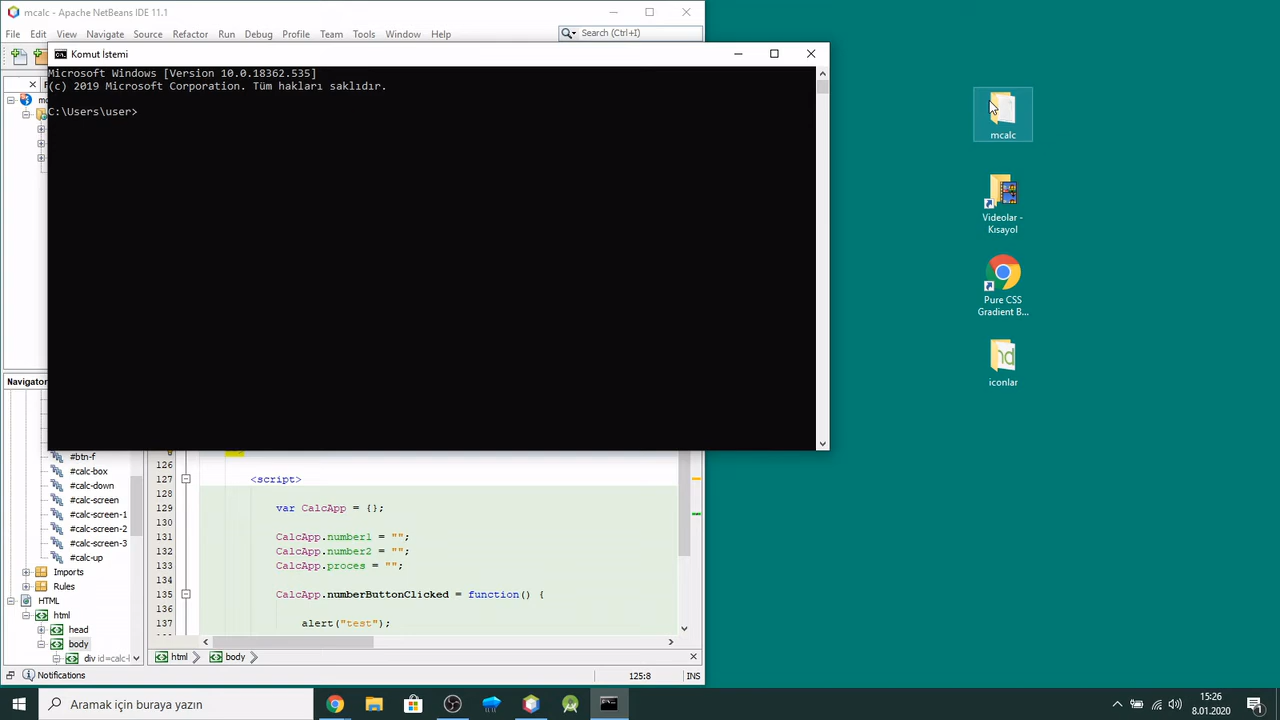 mcalc - Apache NetBeans IDE 11.1
File Edit View Navigate Source Refactor Run Debug Profile Team Tools Window Help
Search (Ctrl+I)
Komut İstemi
Microsoft Windows [Version 10.0.18362.535]
(c) 2019 Microsoft Corporation. Tüm hakları saklıdır.
C:\Users\user>
mcalc
Videolar -
Kısayol
Pure CSS
Gradient B...
iconlar
Navigator
#btn-f
#calc-box
#calc-down
#calc-screen
#calc-screen-1
#calc-screen-2
#calc-screen-3
#calc-up
Imports
Rules
HTML
html
head
body
div id=calc-l
126
127 <script>
128
129 var CalcApp = {};
130
131 CalcApp.number1 = "";
132 CalcApp.number2 = "";
133 CalcApp.proces = "";
134
135 CalcApp.numberButtonClicked = function() {
136
137 alert("test");
html body
Notifications
125:8 INS
Aramak için buraya yazın
15:26
8.01.2020
1